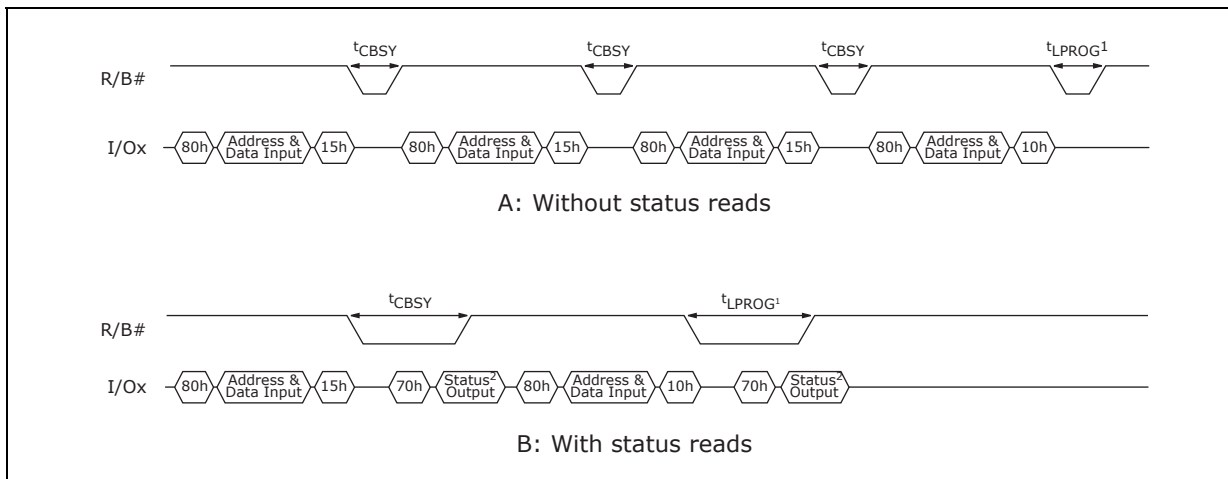 tCBSY tCBSY tCBSY tLPROG1
R/B#
I/Ox 80h Address & Data Input 15h 80h Address & Data Input 15h 80h Address & Data Input 15h 80h Address & Data Input 10h
A: Without status reads
tCBSY tLPROG1
R/B#
I/Ox 80h Address & Data Input 15h 70h Status2 Output 80h Address & Data Input 10h 70h Status2 Output
B: With status reads